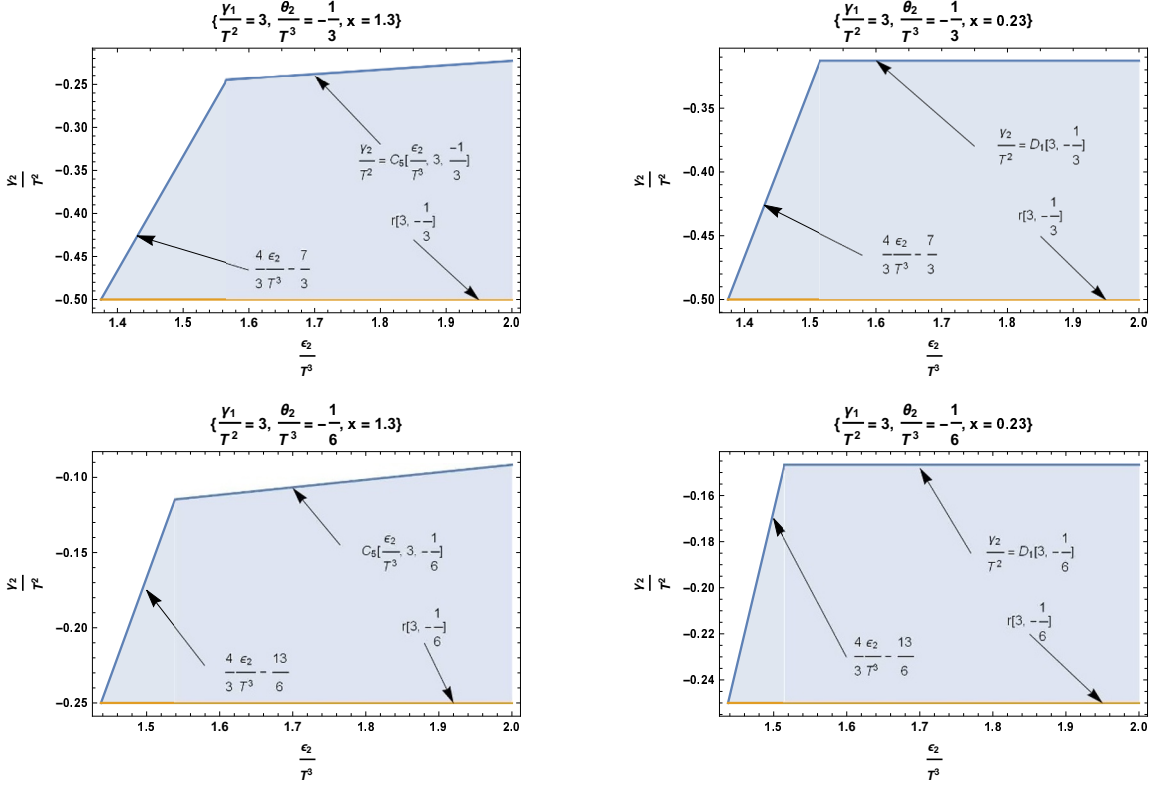 {γ₁/T² = 3, θ₂/T³ = −1/3, x = 1.3}
γ₂/T²
−0.25
−0.30
−0.35
−0.40
−0.45
−0.50
γ₂/T² = C₅[ϵ₂/T³, 3, −1/3]
r[3, −1/3]
4/3 ϵ₂/T³ − 7/3
1.4 1.5 1.6 1.7 1.8 1.9 2.0
ϵ₂/T³
{γ₁/T² = 3, θ₂/T³ = −1/3, x = 0.23}
γ₂/T²
−0.35
−0.40
−0.45
−0.50
γ₂/T² = D₁[3, −1/3]
r[3, −1/3]
4/3 ϵ₂/T³ − 7/3
1.4 1.5 1.6 1.7 1.8 1.9 2.0
ϵ₂/T³
{γ₁/T² = 3, θ₂/T³ = −1/6, x = 1.3}
γ₂/T²
−0.10
−0.15
−0.20
−0.25
C₅[ϵ₂/T³, 3, −1/6]
r[3, −1/6]
4/3 ϵ₂/T³ − 13/6
1.5 1.6 1.7 1.8 1.9 2.0
ϵ₂/T³
{γ₁/T² = 3, θ₂/T³ = −1/6, x = 0.23}
γ₂/T²
−0.16
−0.18
−0.20
−0.22
−0.24
γ₂/T² = D₁[3, −1/6]
r[3, −1/6]
4/3 ϵ₂/T³ − 13/6
1.5 1.6 1.7 1.8 1.9 2.0
ϵ₂/T³